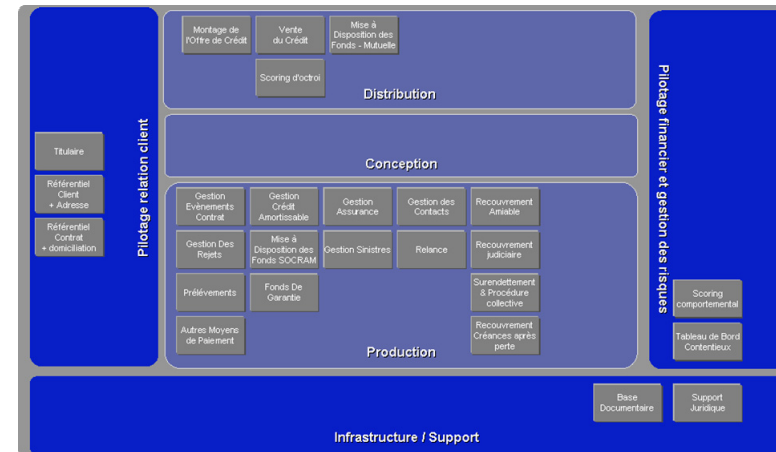 Montage de
l'Offre de Crédit
Vente
du Crédit
Mise à
Disposition des
Fonds - Mutuelle
Scoring d'octroi
Distribution
Pilotage relation client
Titulaire
Référentiel
Client
+ Adresse
Référentiel
Contrat
+ domiciliation
Conception
Gestion
Evènements
Contrat
Gestion
Crédit
Amortissable
Gestion
Assurance
Gestion des
Contacts
Recouvrement
Amiable
Gestion Des
Rejets
Mise à
Disposition des
Fonds SOCRAM
Gestion Sinistres
Relance
Recouvrement
judiciaire
Prélévements
Fonds De
Garantie
Surendettement
& Procédure
collective
Autres Moyens
de Paiement
Recouvrement
Créances après
perte
Production
Pilotage financier et gestion des risques
Scoring
comportemental
Tableau de Bord
Contentieux
Base
Documentaire
Support
Juridique
Infrastructure / Support